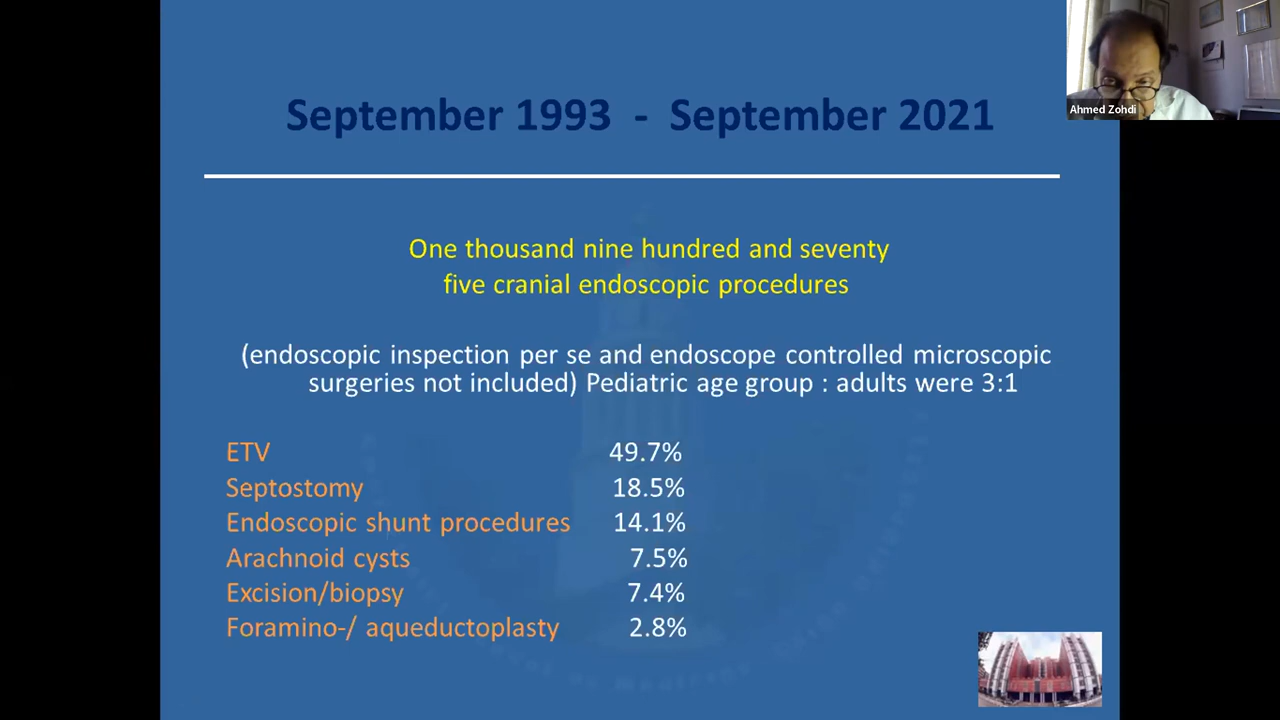 September 1993 - September 2021
Ahmed Zohdi
One thousand nine hundred and seventy
five cranial endoscopic procedures
(endoscopic inspection per se and endoscope controlled microscopic
surgeries not included) Pediatric age group : adults were 3:1
ETV 49.7%
Septostomy 18.5%
Endoscopic shunt procedures 14.1%
Arachnoid cysts 7.5%
Excision/biopsy 7.4%
Foramino-/ aqueductoplasty 2.8%